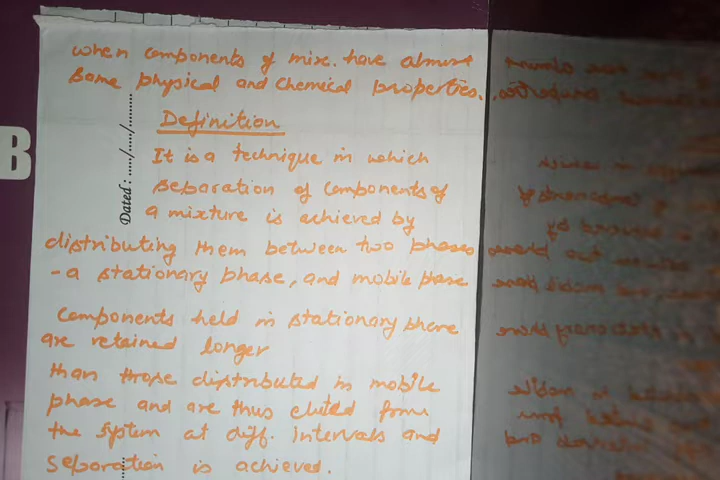 when components of mix. have almost
same physical and chemical properties.
Definition
It is a technique in which
separation of components of
a mixture is achieved by
distributing them between two phases
- a stationary phase, and mobile phase
Components held in stationary phase
are retained longer
than those distributed in mobile
phase and are thus eluted form
the system at diff. intervals and
separation is achieved.
Dated: ...../...../.........
B